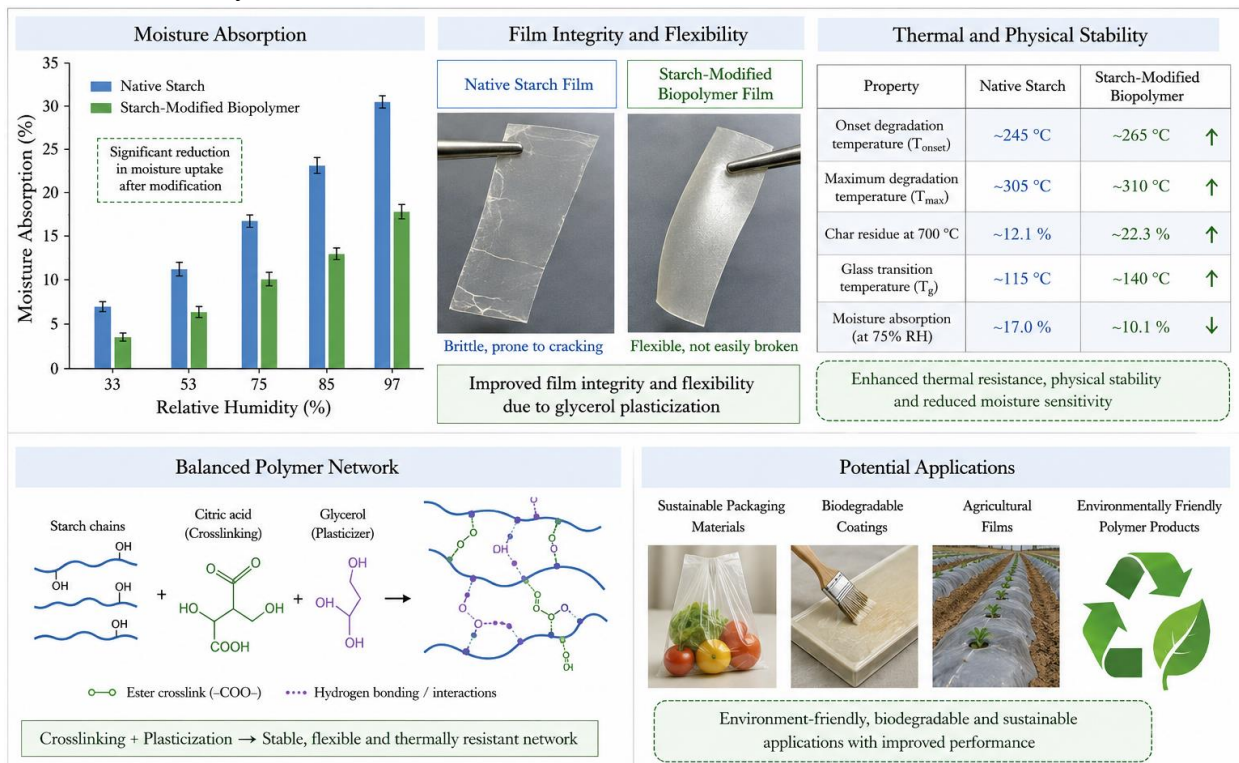 Moisture Absorption
Moisture Absorption (%)
35
30
25
20
15
10
5
0
Native Starch
Starch-Modified Biopolymer
Significant reduction
in moisture uptake
after modification
33 53 75 85 97
Relative Humidity (%)
Film Integrity and Flexibility
Native Starch Film
Starch-Modified
Biopolymer Film
Brittle, prone to cracking
Flexible, not easily broken
Improved film integrity and flexibility
due to glycerol plasticization
Thermal and Physical Stability
Property
Native Starch
Starch-Modified
Biopolymer
Onset degradation
temperature (Tonset)
~245 °C
~265 °C ↑
Maximum degradation
temperature (Tmax)
~305 °C
~310 °C ↑
Char residue at 700 °C
~12.1 %
~22.3 % ↑
Glass transition
temperature (Tg)
~115 °C
~140 °C ↑
Moisture absorption
(at 75% RH)
~17.0 %
~10.1 % ↓
Enhanced thermal resistance, physical stability
and reduced moisture sensitivity
Balanced Polymer Network
Starch chains
OH
OH
OH
OH
+
Citric acid
(Crosslinking)
O
O
HO
OH
COOH
+
Glycerol
(Plasticizer)
OH
HO
OH
OH
→
Ester crosslink (–COO–)
Hydrogen bonding / interactions
Crosslinking + Plasticization → Stable, flexible and thermally resistant network
Potential Applications
Sustainable Packaging
Materials
Biodegradable
Coatings
Agricultural
Films
Environmentally Friendly
Polymer Products
Environment-friendly, biodegradable and sustainable
applications with improved performance